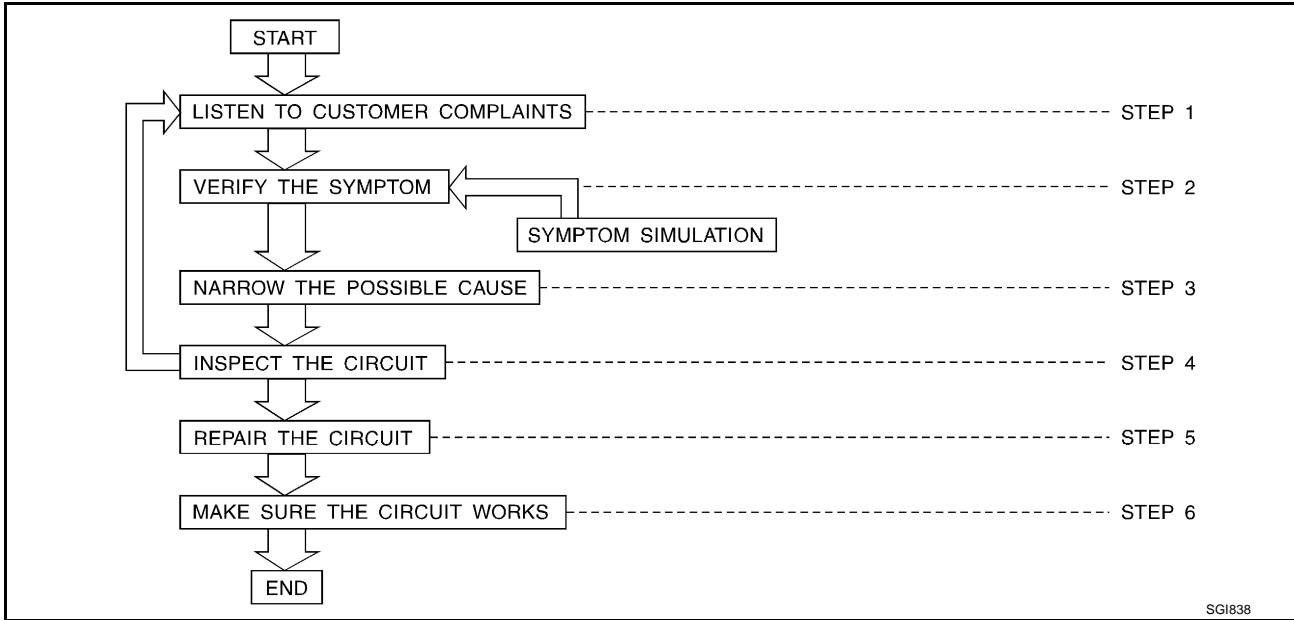 START
LISTEN TO CUSTOMER COMPLAINTS STEP 1
VERIFY THE SYMPTOM STEP 2
SYMPTOM SIMULATION
NARROW THE POSSIBLE CAUSE STEP 3
INSPECT THE CIRCUIT STEP 4
REPAIR THE CIRCUIT STEP 5
MAKE SURE THE CIRCUIT WORKS STEP 6
END
SGI838